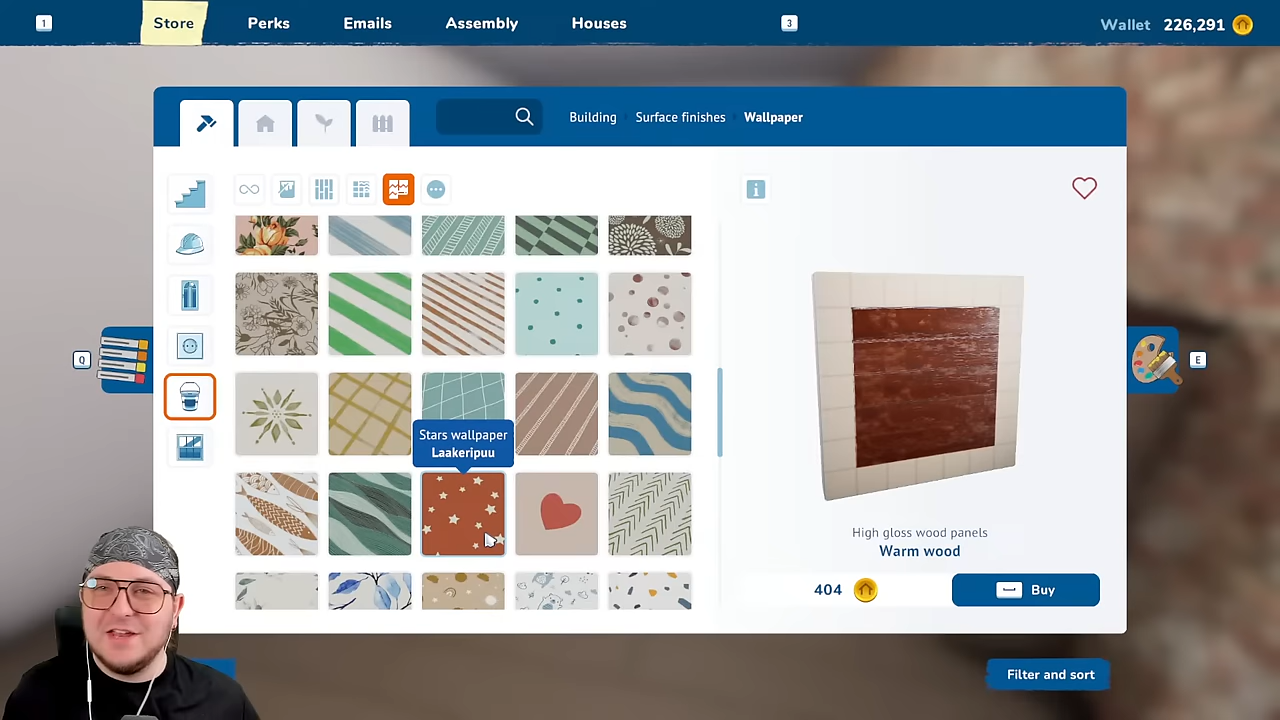 1
Store
Perks
Emails
Assembly
Houses
3
Wallet 226,291
Building
Surface finishes
Wallpaper
Q
E
Stars wallpaper
Laakeripuu
High gloss wood panels
Warm wood
404
Buy
Filter and sort